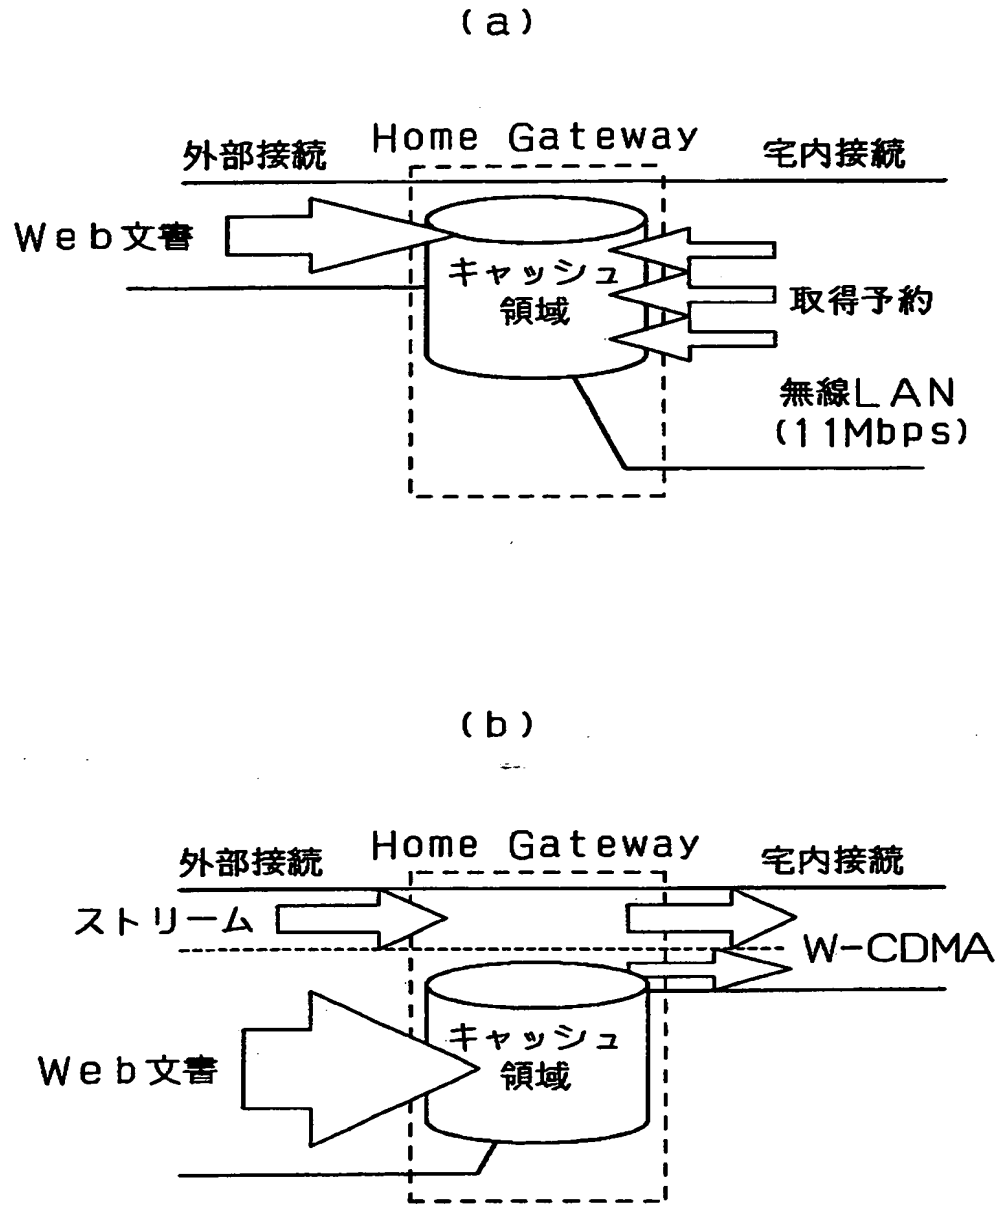 (a)
Home Gateway
外部接続
宅内接続
Web文書
キャッシュ
領域
取得予約
無線LAN
(11Mbps)
(b)
Home Gateway
外部接続
宅内接続
ストリーム
W-CDMA
キャッシュ
領域
Web文書